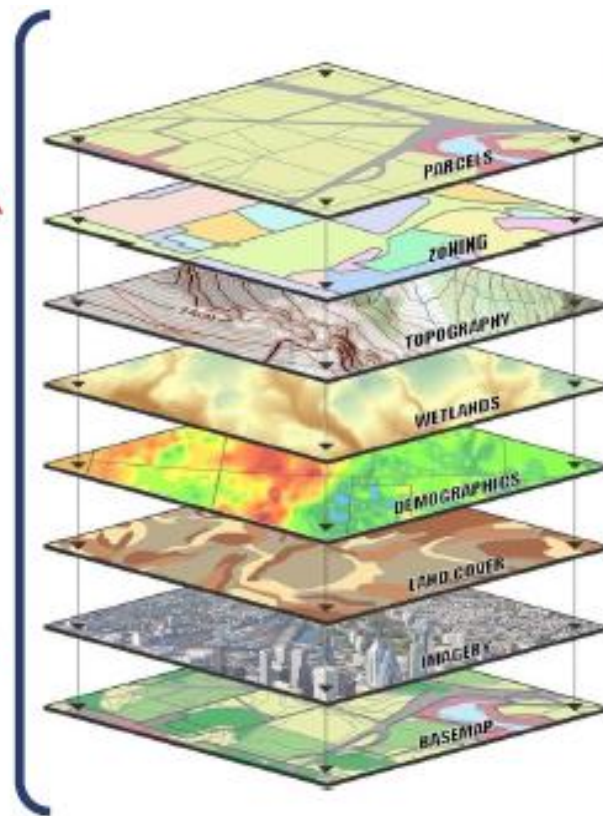 PARCELS
ZONING
TOPOGRAPHY
WETLANDS
DEMOGRAPHICS
LAND COVER
IMAGERY
BASEMAP